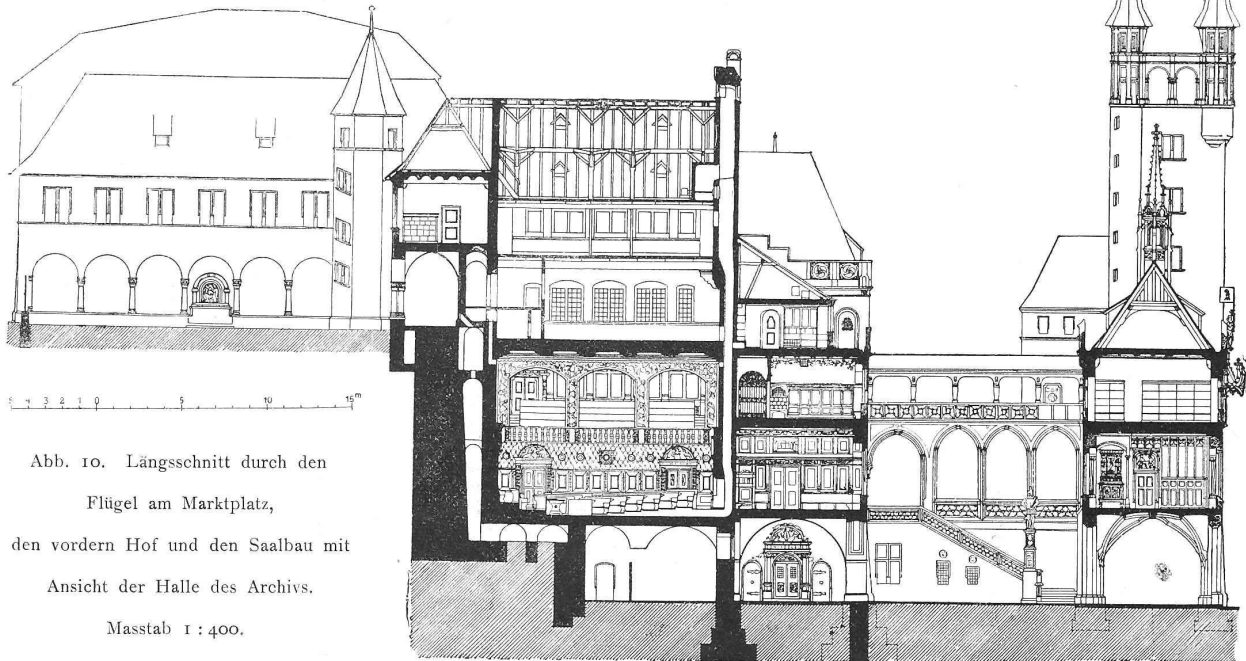 5 4 3 2 1 0 5 10 15m
Abb. 10. Längsschnitt durch den
Flügel am Marktplatz,
den vordern Hof und den Saalbau mit
Ansicht der Halle des Archivs.
Masstab 1 : 400.